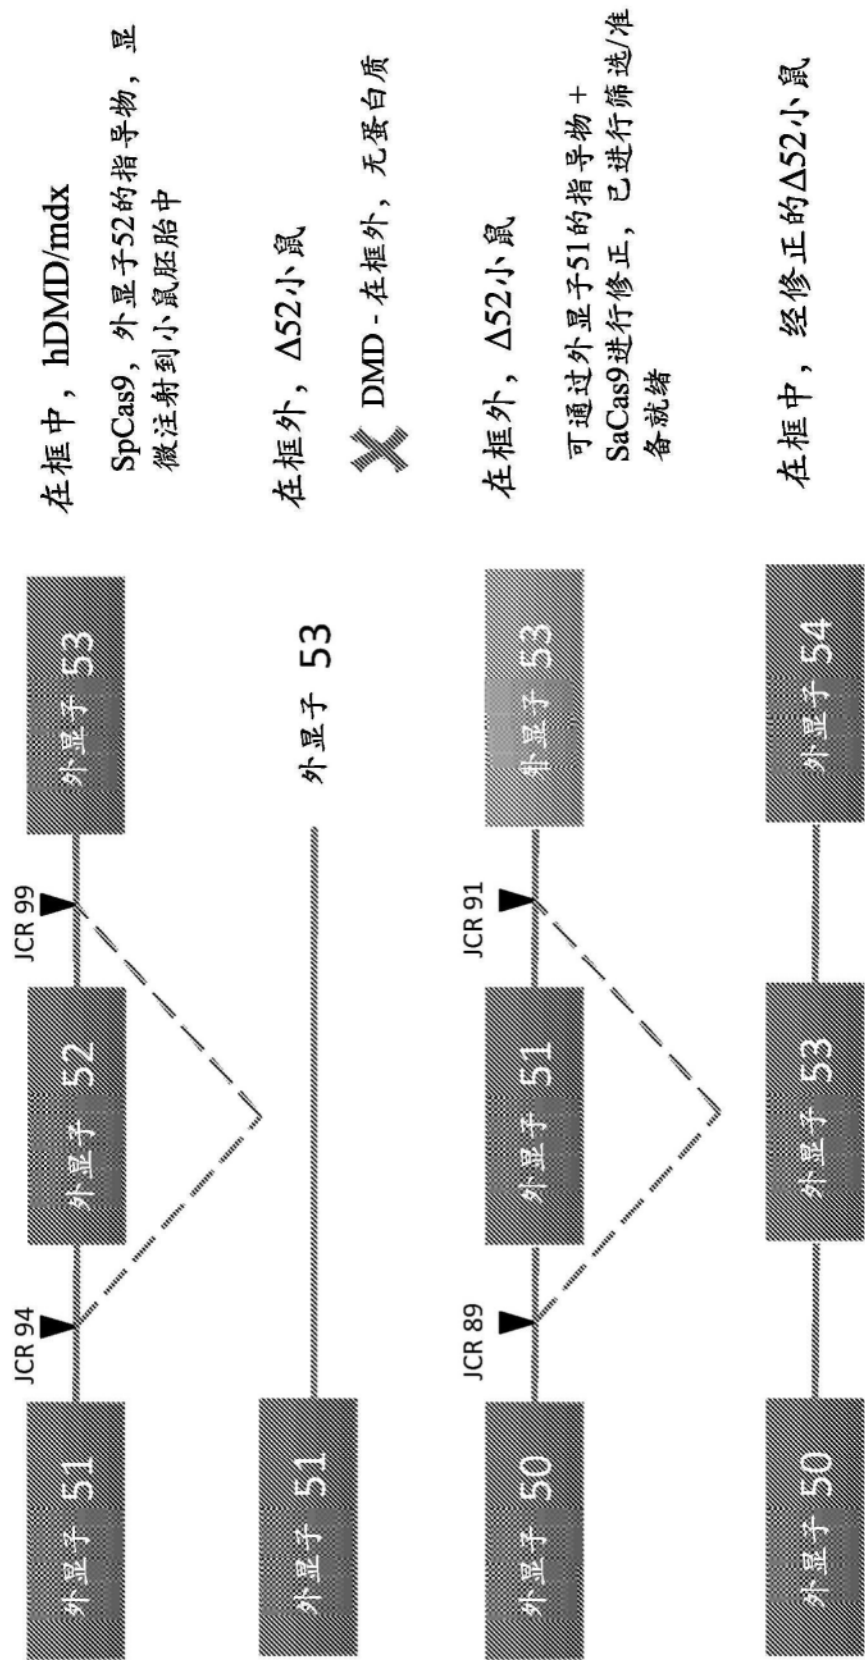 JCR 94
JCR 99
外显子 51
外显子 52
外显子 53
在框中，hDMD/mdx
SpCas9，外显子52的指导物，显
微注射到小鼠胚胎中
外显子 51
外显子 53
在框外，Δ52小鼠
DMD - 在框外，无蛋白质
JCR 89
JCR 91
外显子 50
外显子 51
外显子 53
在框外，Δ52小鼠
可通过外显子51的指导物 +
SaCas9进行修正，已进行筛选/准
备就绪
外显子 50
外显子 53
外显子 54
在框中，经修正的Δ52小鼠